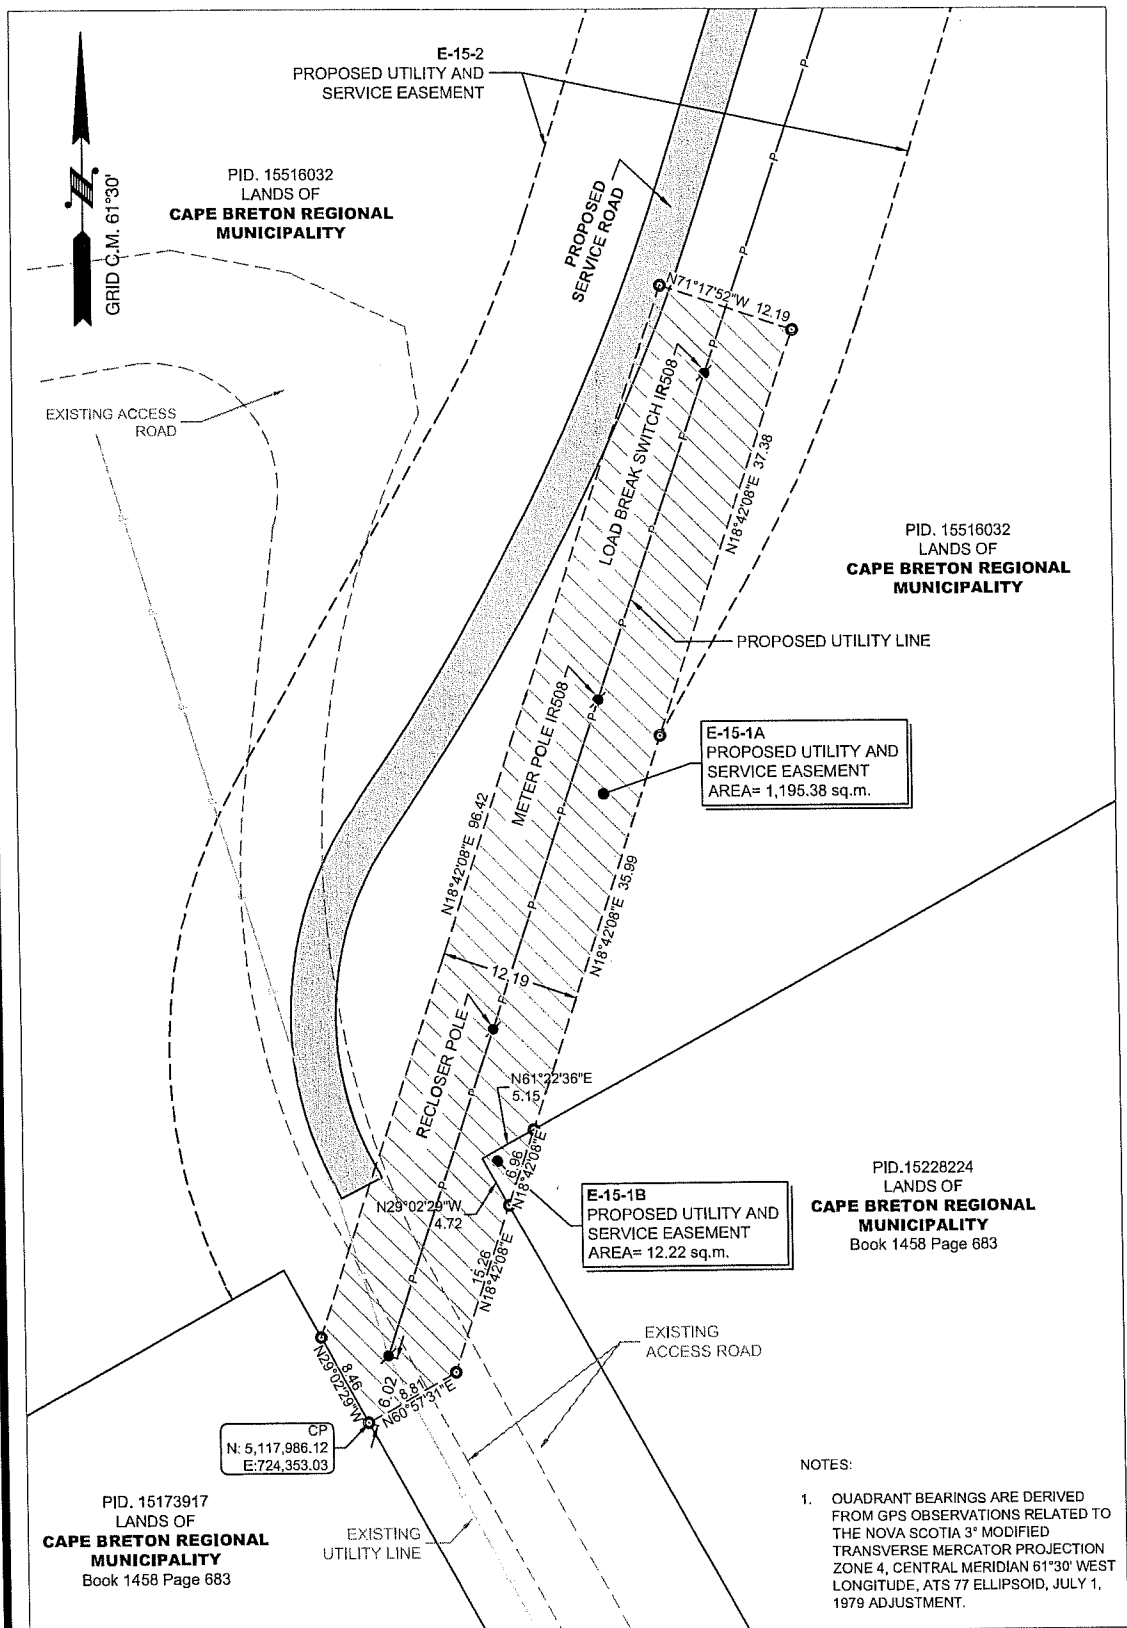 E-15-2
PROPOSED UTILITY AND
SERVICE EASEMENT
GRID C.M. 61°30'
PID. 15516032
LANDS OF
CAPE BRETON REGIONAL
MUNICIPALITY
PROPOSED
SERVICE ROAD
N71°17'52"W 12.19
EXISTING ACCESS
ROAD
LOAD BREAK SWITCH IR508
N18°42'08"E 37.38
PID. 15516032
LANDS OF
CAPE BRETON REGIONAL
MUNICIPALITY
PROPOSED UTILITY LINE
METER POLE IR508
E-15-1A
PROPOSED UTILITY AND
SERVICE EASEMENT
AREA= 1,195.38 sq.m.
N18°42'08"E 96.42
N18°42'08"E 35.99
12.19
RECLOSER POLE
N61°22'36"E
5.15
6.96
N18°42'08"E
N29°02'29"W
4.72
E-15-1B
PROPOSED UTILITY AND
SERVICE EASEMENT
AREA= 12.22 sq.m.
PID.15228224
LANDS OF
CAPE BRETON REGIONAL
MUNICIPALITY
Book 1458 Page 683
15.26
N18°42'08"E
EXISTING
ACCESS ROAD
8.46
N29°02'29"W
6.02
8.81
N60°57'31"E
CP
N: 5,117,986.12
E:724,353.03
PID. 15173917
LANDS OF
CAPE BRETON REGIONAL
MUNICIPALITY
Book 1458 Page 683
EXISTING
UTILITY LINE
NOTES:
1. QUADRANT BEARINGS ARE DERIVED
FROM GPS OBSERVATIONS RELATED TO
THE NOVA SCOTIA 3° MODIFIED
TRANSVERSE MERCATOR PROJECTION
ZONE 4, CENTRAL MERIDIAN 61°30' WEST
LONGITUDE, ATS 77 ELLIPSOID, JULY 1,
1979 ADJUSTMENT.
P
P
P
P
P
P
P
P
P
P
P
P